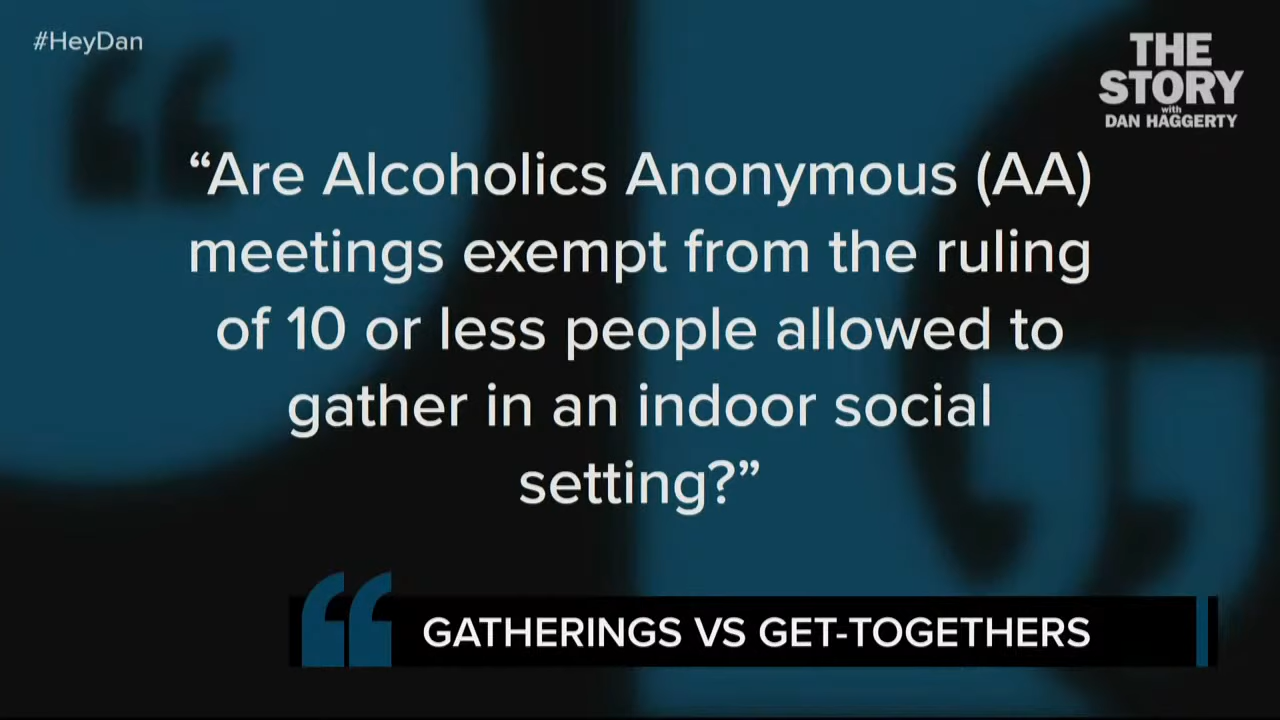 #HeyDan
THE
STORY
with
DAN HAGGERTY
“Are Alcoholics Anonymous (AA)
meetings exempt from the ruling
of 10 or less people allowed to
gather in an indoor social
setting?”
GATHERINGS VS GET-TOGETHERS